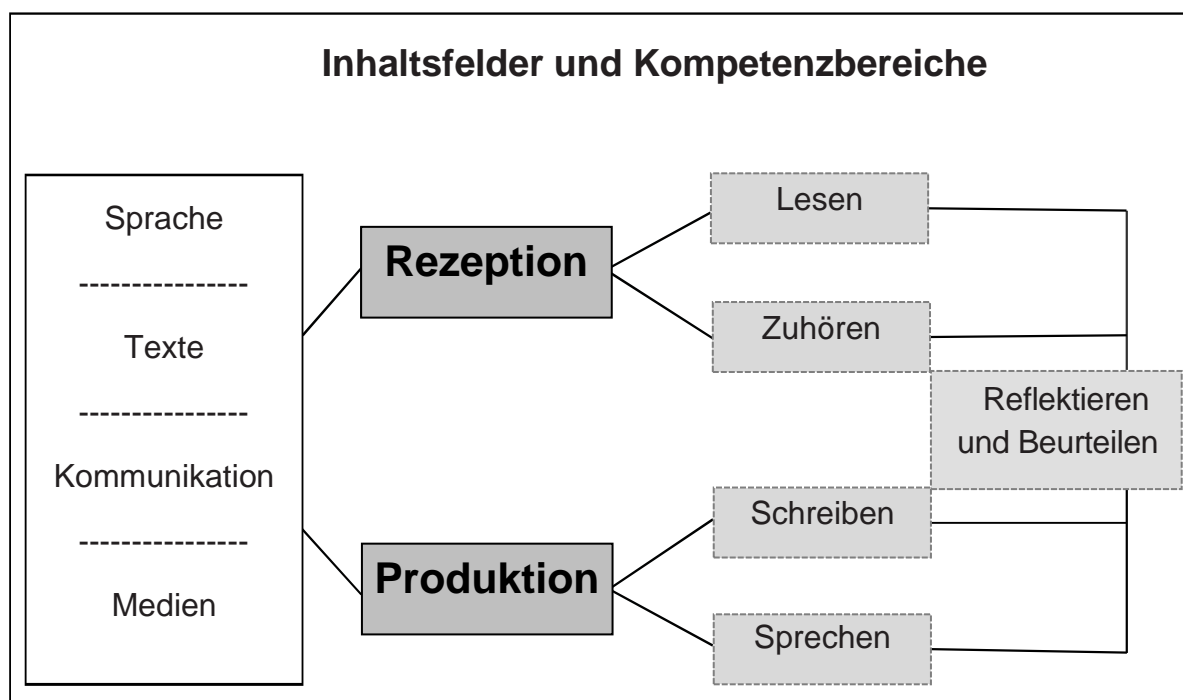 Inhaltsfelder und Kompetenzbereiche
Sprache
----------------
Texte
----------------
Kommunikation
----------------
Medien
Rezeption
Produktion
Lesen
Zuhören
Schreiben
Sprechen
Reflektieren
und Beurteilen